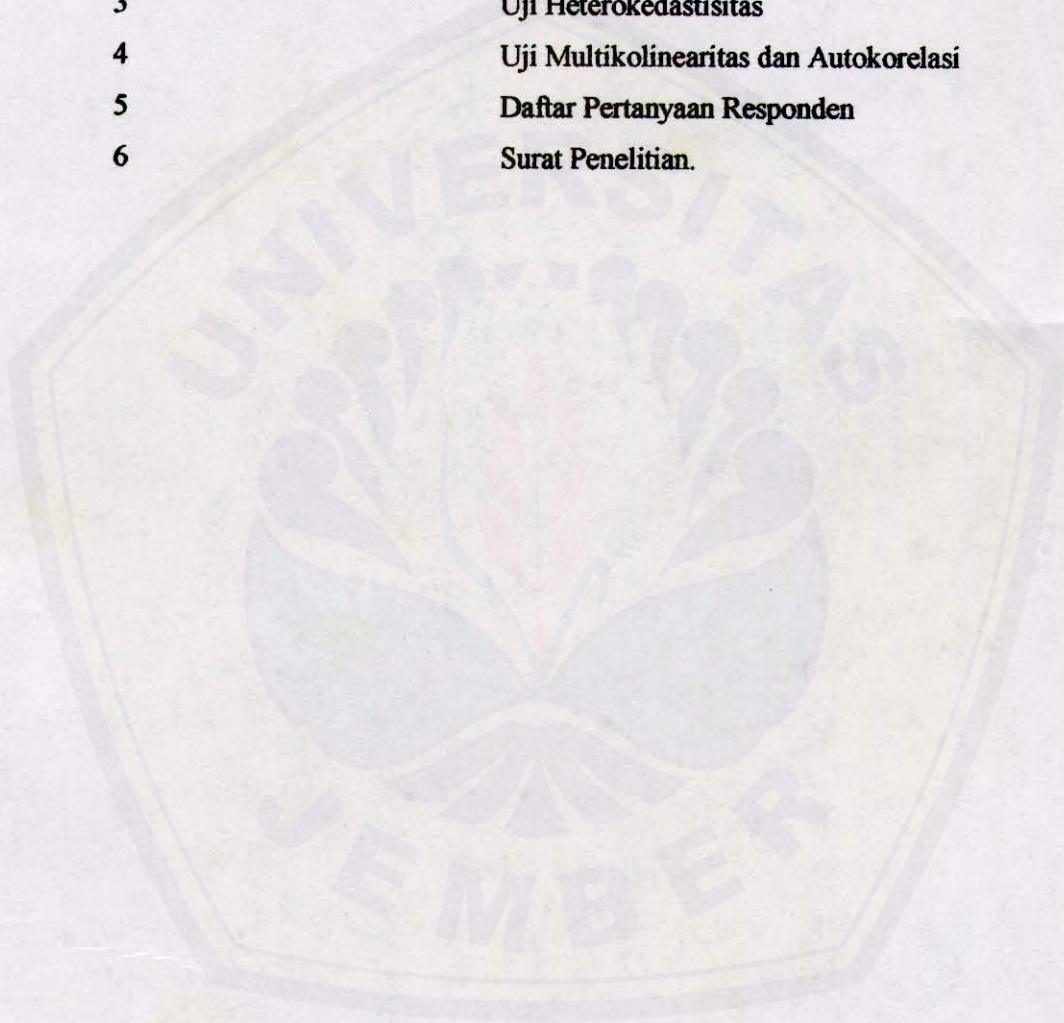 3 Uji Heterokedastisitas
4 Uji Multikolinearitas dan Autokorelasi
5 Daftar Pertanyaan Responden
6 Surat Penelitian.
UNIVERSITAS
JEMBER